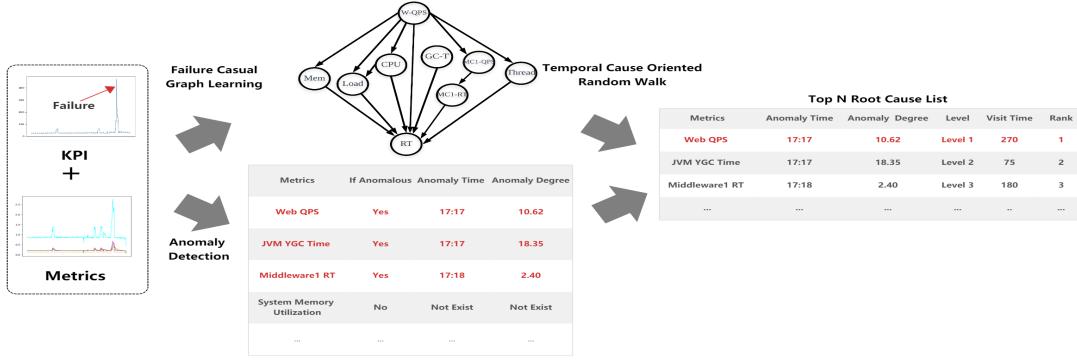 Failure
KPI
+
Metrics
Failure Casual
Graph Learning
Anomaly
Detection
W-QPS
Mem
Load
CPU
GC-T
MC1-QPS
Thread
MC1-RT
RT
Metrics If Anomalous Anomaly Time Anomaly Degree
Web QPS Yes 17:17 10.62
JVM YGC Time Yes 17:17 18.35
Middleware1 RT Yes 17:18 2.40
System Memory
Utilization No Not Exist Not Exist
... ... ... ...
Temporal Cause Oriented
Random Walk
Top N Root Cause List
Metrics Anomaly Time Anomaly Degree Level Visit Time Rank
Web QPS 17:17 10.62 Level 1 270 1
JVM YGC Time 17:17 18.35 Level 2 75 2
Middleware1 RT 17:18 2.40 Level 3 180 3
... ... ... ... .. ...